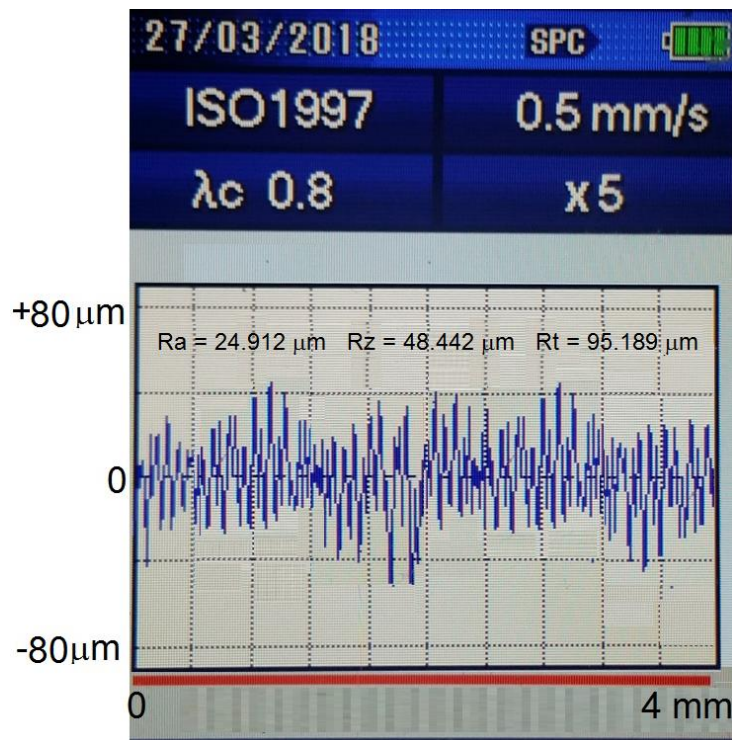 27/03/2018 SPC
ISO1997 0.5 mm/s
λc 0.8 x5
+80 μm
Ra = 24.912 μm Rz = 48.442 μm Rt = 95.189 μm
0
-80μm
0 4 mm